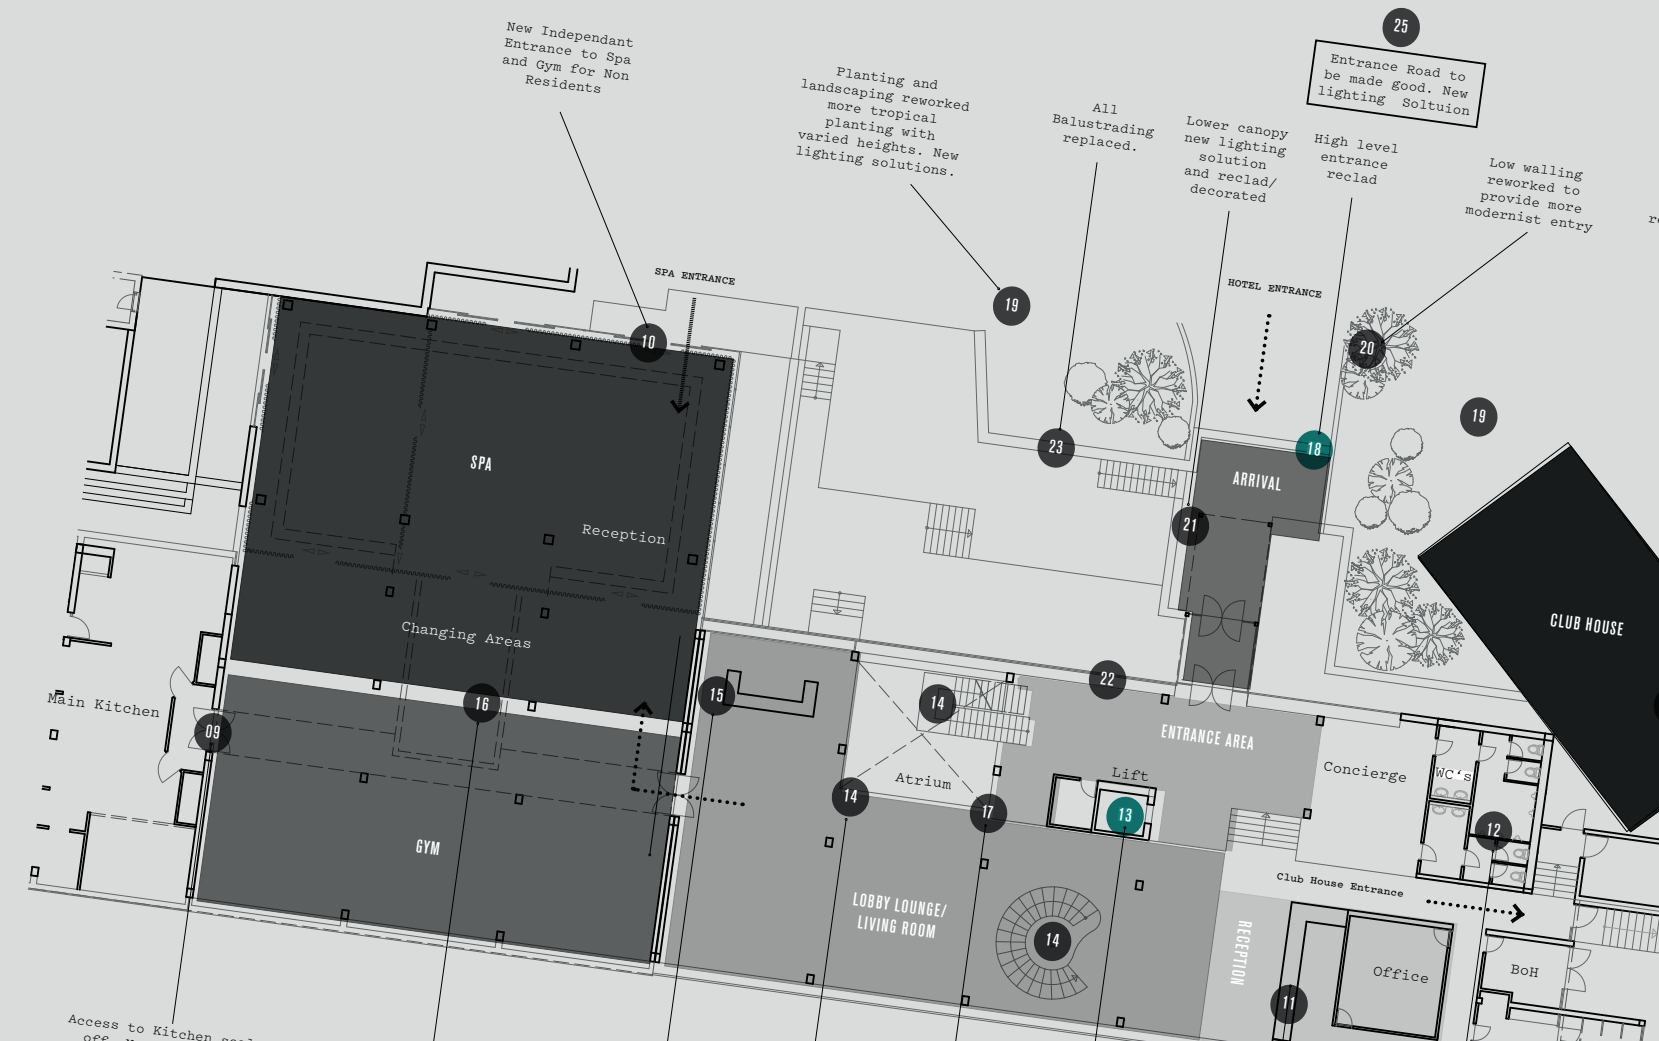 25
Entrance Road to
be made good. New
lighting Soltuion
New Independant
Entrance to Spa
and Gym for Non
Residents
Planting and
landscaping reworked
more tropical
planting with
varied heights. New
lighting solutions.
All
Balustrading
replaced.
Lower canopy
new lighting
solution
and reclad/
decorated
High level
entrance
reclad
Low walling
reworked to
provide more
modernist entry
SPA ENTRANCE
HOTEL ENTRANCE
19
10
20
19
23
18
SPA
ARRIVAL
21
Reception
CLUB HOUSE
Changing Areas
22
15
14
16
Main Kitchen
09
ENTRANCE AREA
Concierge
WC's
Lift
Atrium
14
17
13
12
GYM
Club House Entrance
LOBBY LOUNGE/
LIVING ROOM
14
RECEPTION
Office
BoH
11
Access to Kitchen